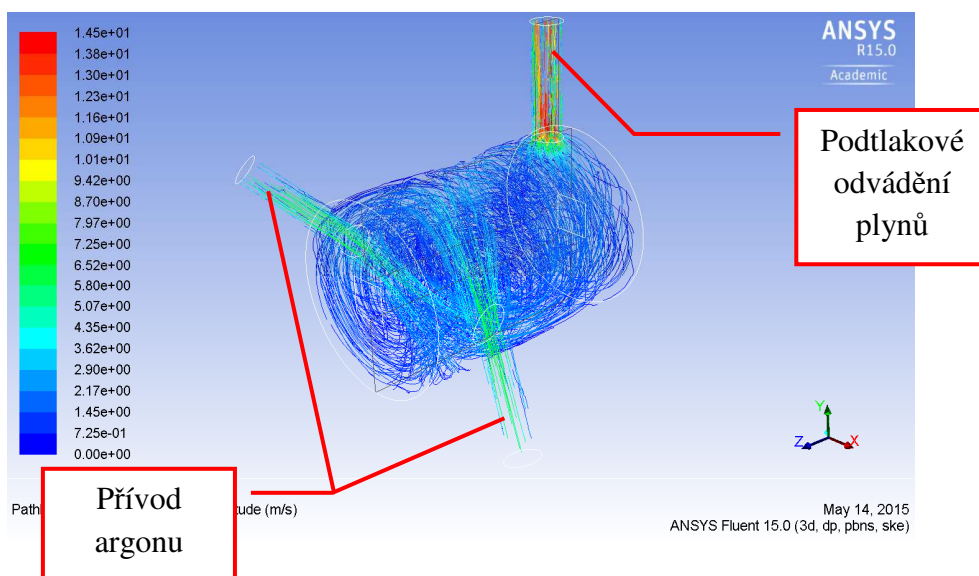 1.45e+01
1.38e+01
1.30e+01
1.23e+01
1.16e+01
1.09e+01
1.01e+01
9.42e+00
8.70e+00
7.97e+00
7.25e+00
6.52e+00
5.80e+00
5.07e+00
4.35e+00
3.62e+00
2.90e+00
2.17e+00
1.45e+00
7.25e-01
0.00e+00
ANSYS
R15.0
Academic
Podtlakové
odvádění
plynů
Y
Z
X
Přívod
argonu
(m/s)
May 14, 2015
ANSYS Fluent 15.0 (3d, dp, pbns, ske)